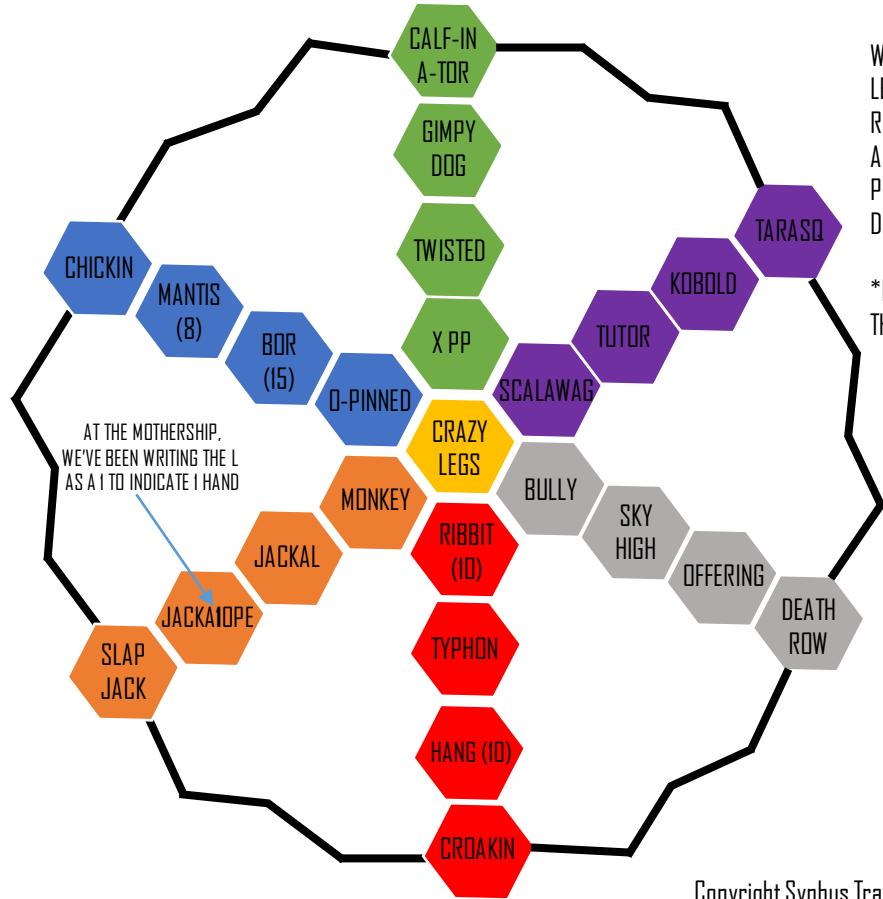 CALF-IN
A-TOR
GIMPY
DOG
TWISTED
X PP
TARASQ
KOBOLD
TUTOR
SCALAWAG
CHICKIN
MANTIS
(8)
BOR
(15)
O-PINNED
CRAZY
LEGS
AT THE MOTHERSHIP,
WE'VE BEEN WRITING THE L
AS A 1 TO INDICATE 1 HAND
MONKEY
JACKAL
JACKA1OPE
SLAP
JACK
BULLY
SKY
HIGH
OFFERING
DEATH
ROW
RIBBIT
(10)
TYPHON
HANG (10)
CROAKIN
Copyright